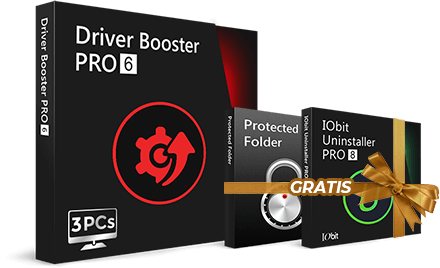 Driver Booster
PRO 6
Driver Booster PRO 6
3PCs
Protected
Folder
Protected Folder
IObit
Uninstaller
PRO 8
IObit Uninstaller PRO 8
GRATIS
IObit